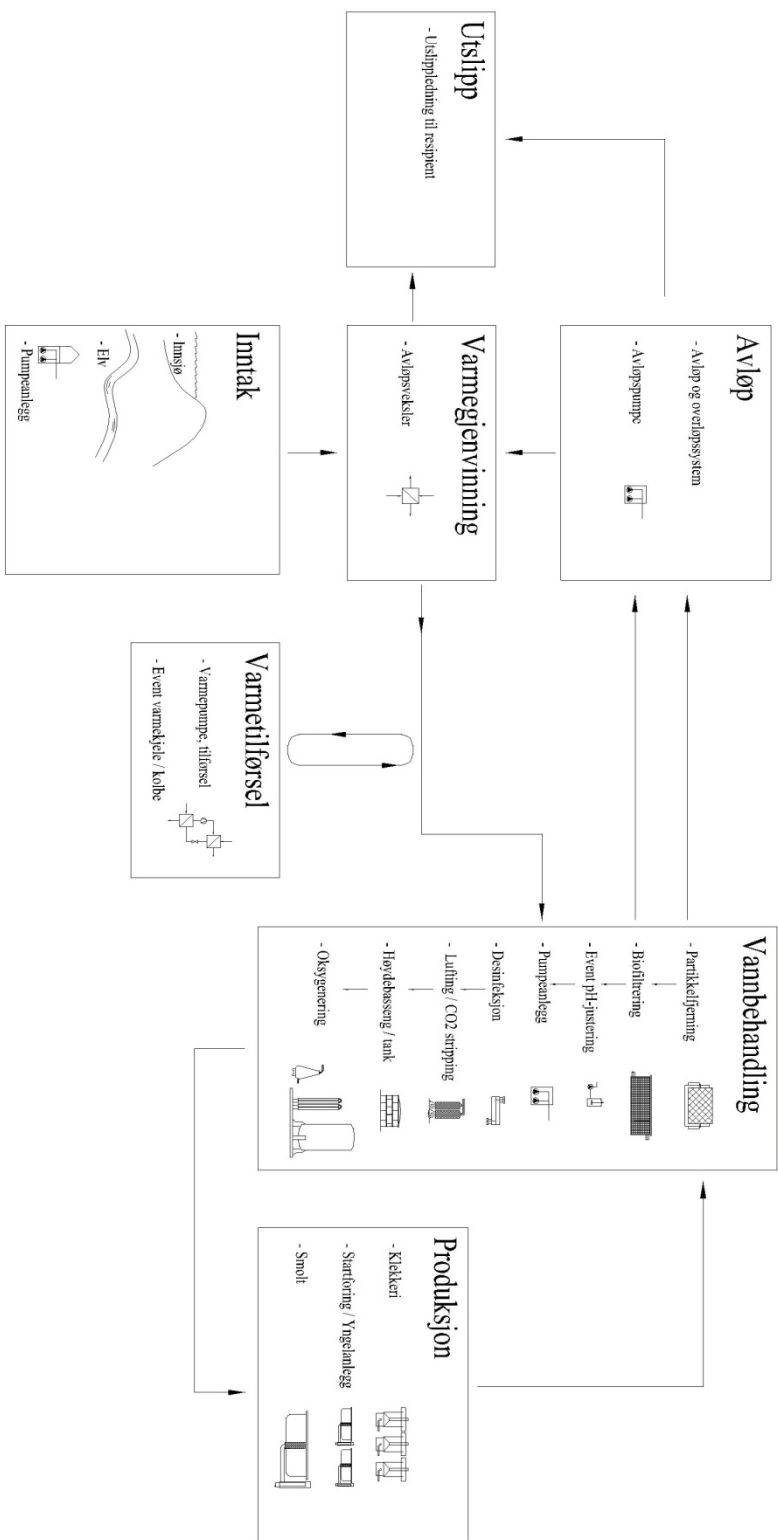 Utslipp
- Utslippledning til resipient
Avløp
- Avløp og overløpssystem
- Avløpspumpe
Varmegjenvinning
- Avløpsveksler
Inntak
- Innsjø
- Elv
- Pumpeanlegg
Varmetilførsel
- Varmepumpe, tilførsel
- Event varmekjele / kolbe
Vannbehandling
- Partikkelfjerning
- Biofiltrering
- Event pH-justering
- Pumpeanlegg
- Desinfeksjon
- Lufting / CO2 stripping
- Høydebasseng / tank
- Oksygenering
Produksjon
- Klekkeri
- Startforing / Yngelanlegg
- Smolt